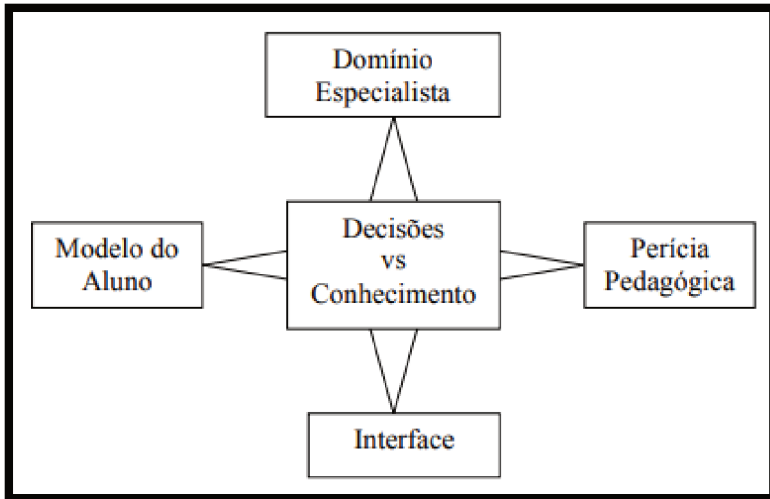 Domínio
Especialista
Modelo do
Aluno
Decisões
vs
Conhecimento
Perícia
Pedagógica
Interface